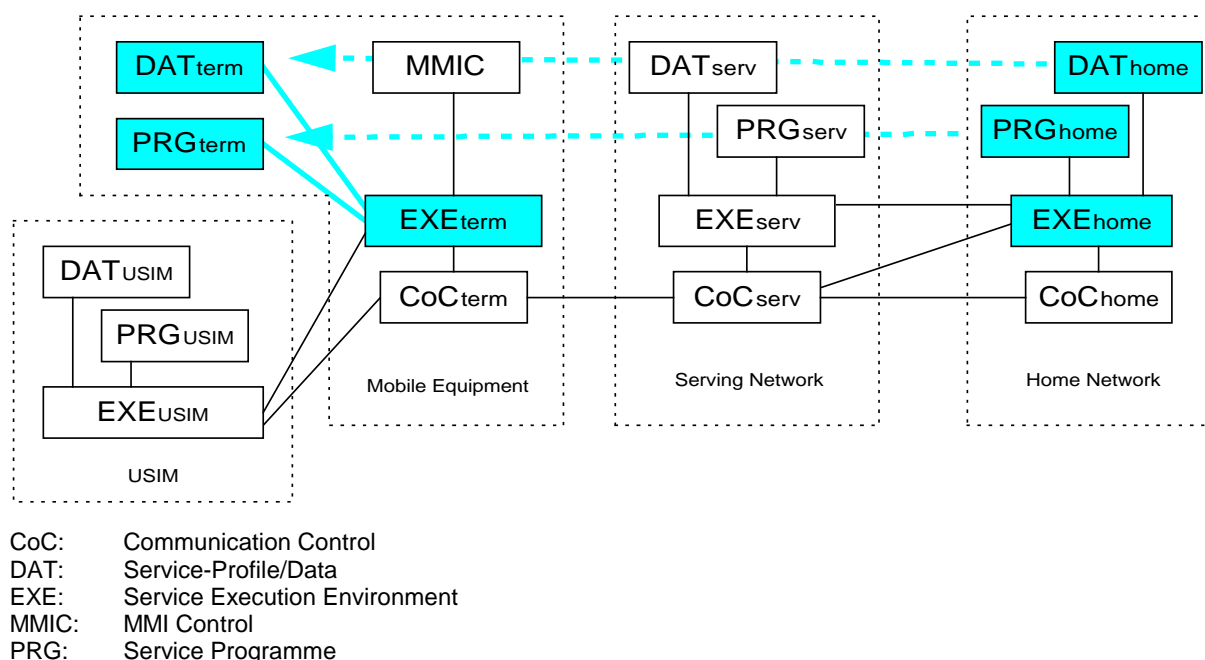 DATterm
MMIC
DATserv
DAThome
PRGterm
PRGserv
PRGhome
EXEterm
EXEserv
EXEhome
DATUSIM
CoCterm
CoCserv
CoChome
PRGUSIM
Mobile Equipment
Serving Network
Home Network
EXEUSIM
USIM
CoC: Communication Control
DAT: Service-Profile/Data
EXE: Service Execution Environment
MMIC: MMI Control
PRG: Service Programme